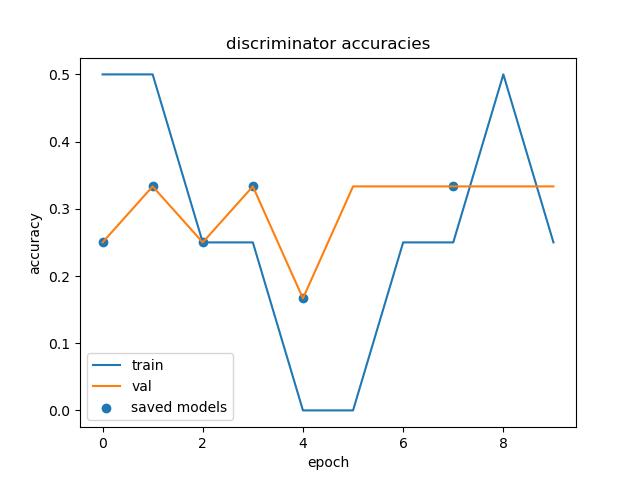 discriminator accuracies
accuracy
0.5
0.4
0.3
0.2
0.1
0.0
train
val
saved models
0 2 4 6 8
epoch